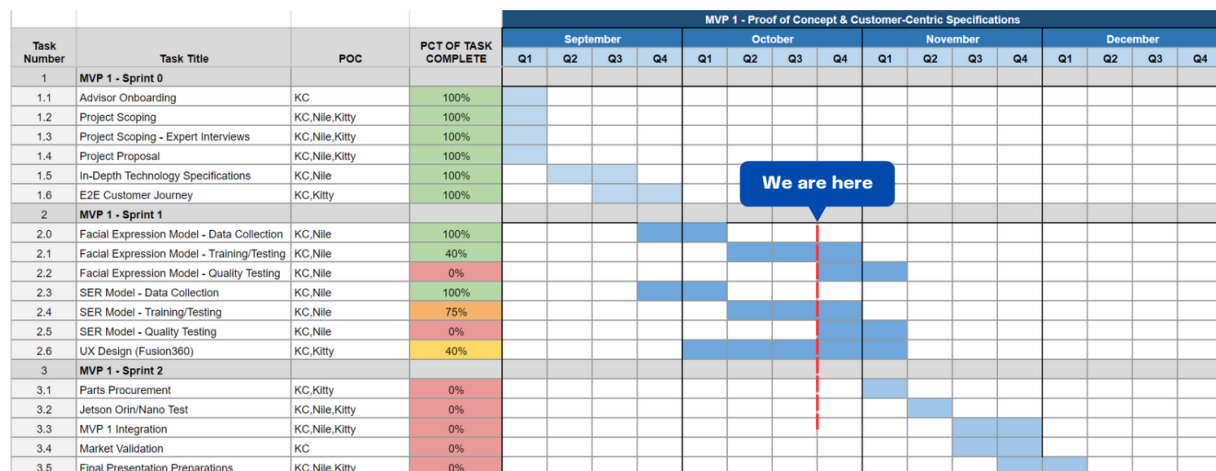 MVP 1 - Proof of Concept & Customer-Centric Specifications
Task Number Task Title POC PCT OF TASK COMPLETE September October November December
Q1 Q2 Q3 Q4 Q1 Q2 Q3 Q4 Q1 Q2 Q3 Q4 Q1 Q2 Q3 Q4
1 MVP 1 - Sprint 0
1.1 Advisor Onboarding KC 100%
1.2 Project Scoping KC,Nile,Kitty 100%
1.3 Project Scoping - Expert Interviews KC,Nile,Kitty 100%
1.4 Project Proposal KC,Nile,Kitty 100%
1.5 In-Depth Technology Specifications KC,Nile 100%
We are here
1.6 E2E Customer Journey KC,Kitty 100%
2 MVP 1 - Sprint 1
2.0 Facial Expression Model - Data Collection KC,Nile 100%
2.1 Facial Expression Model - Training/Testing KC,Nile 40%
2.2 Facial Expression Model - Quality Testing KC,Nile 0%
2.3 SER Model - Data Collection KC,Nile 100%
2.4 SER Model - Training/Testing KC,Nile 75%
2.5 SER Model - Quality Testing KC,Nile 0%
2.6 UX Design (Fusion360) KC,Kitty 40%
3 MVP 1 - Sprint 2
3.1 Parts Procurement KC,Kitty 0%
3.2 Jetson Orin/Nano Test KC,Nile,Kitty 0%
3.3 MVP 1 Integration KC,Nile,Kitty 0%
3.4 Market Validation KC 0%
3.5 Final Presentation Preparations KC,Nile,Kitty 0%